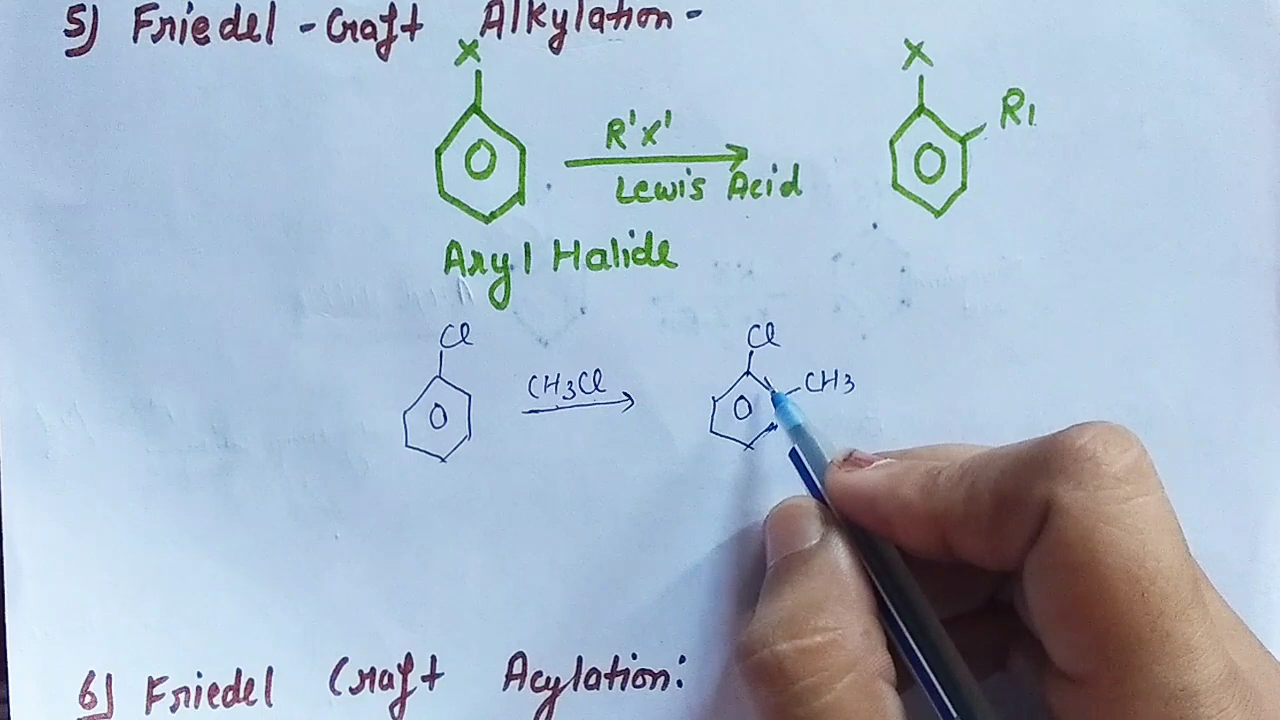 5) Friedel-Craft Alkylation-
X
X
R1
R'X'
Lewis Acid
Aryl Halide
Cl
Cl
CH3Cl
CH3
6) Friedel Craft Acylation: